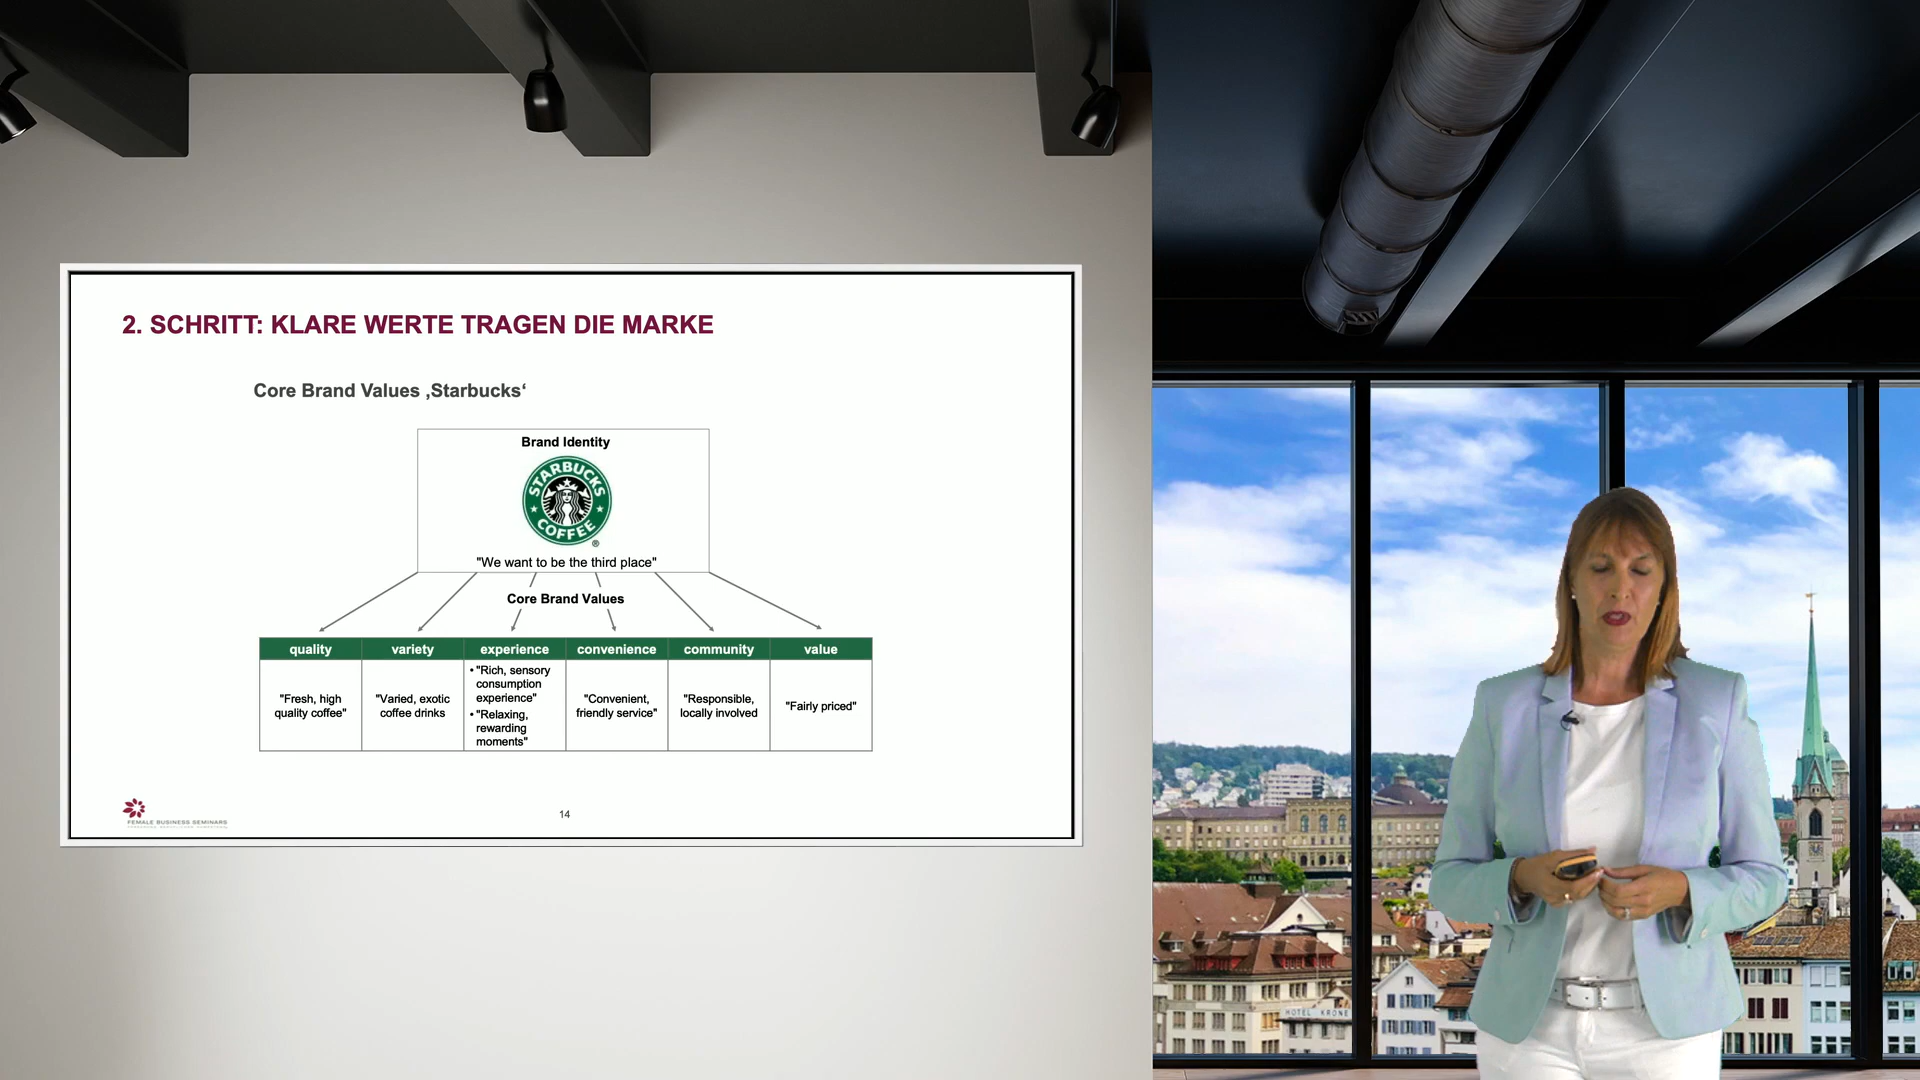 2. SCHRITT: KLARE WERTE TRAGEN DIE MARKE
Core Brand Values ‚Starbucks‘
Brand Identity
STARBUCKS
COFFEE
®
"We want to be the third place"
Core Brand Values
quality
variety
experience
convenience
community
value
"Fresh, high
quality coffee"
"Varied, exotic
coffee drinks
• "Rich, sensory
consumption
experience"
• "Relaxing,
rewarding
moments"
"Convenient,
friendly service"
"Responsible,
locally involved
"Fairly priced"
FEMALE BUSINESS SEMINARS
14
HOTEL KRONE